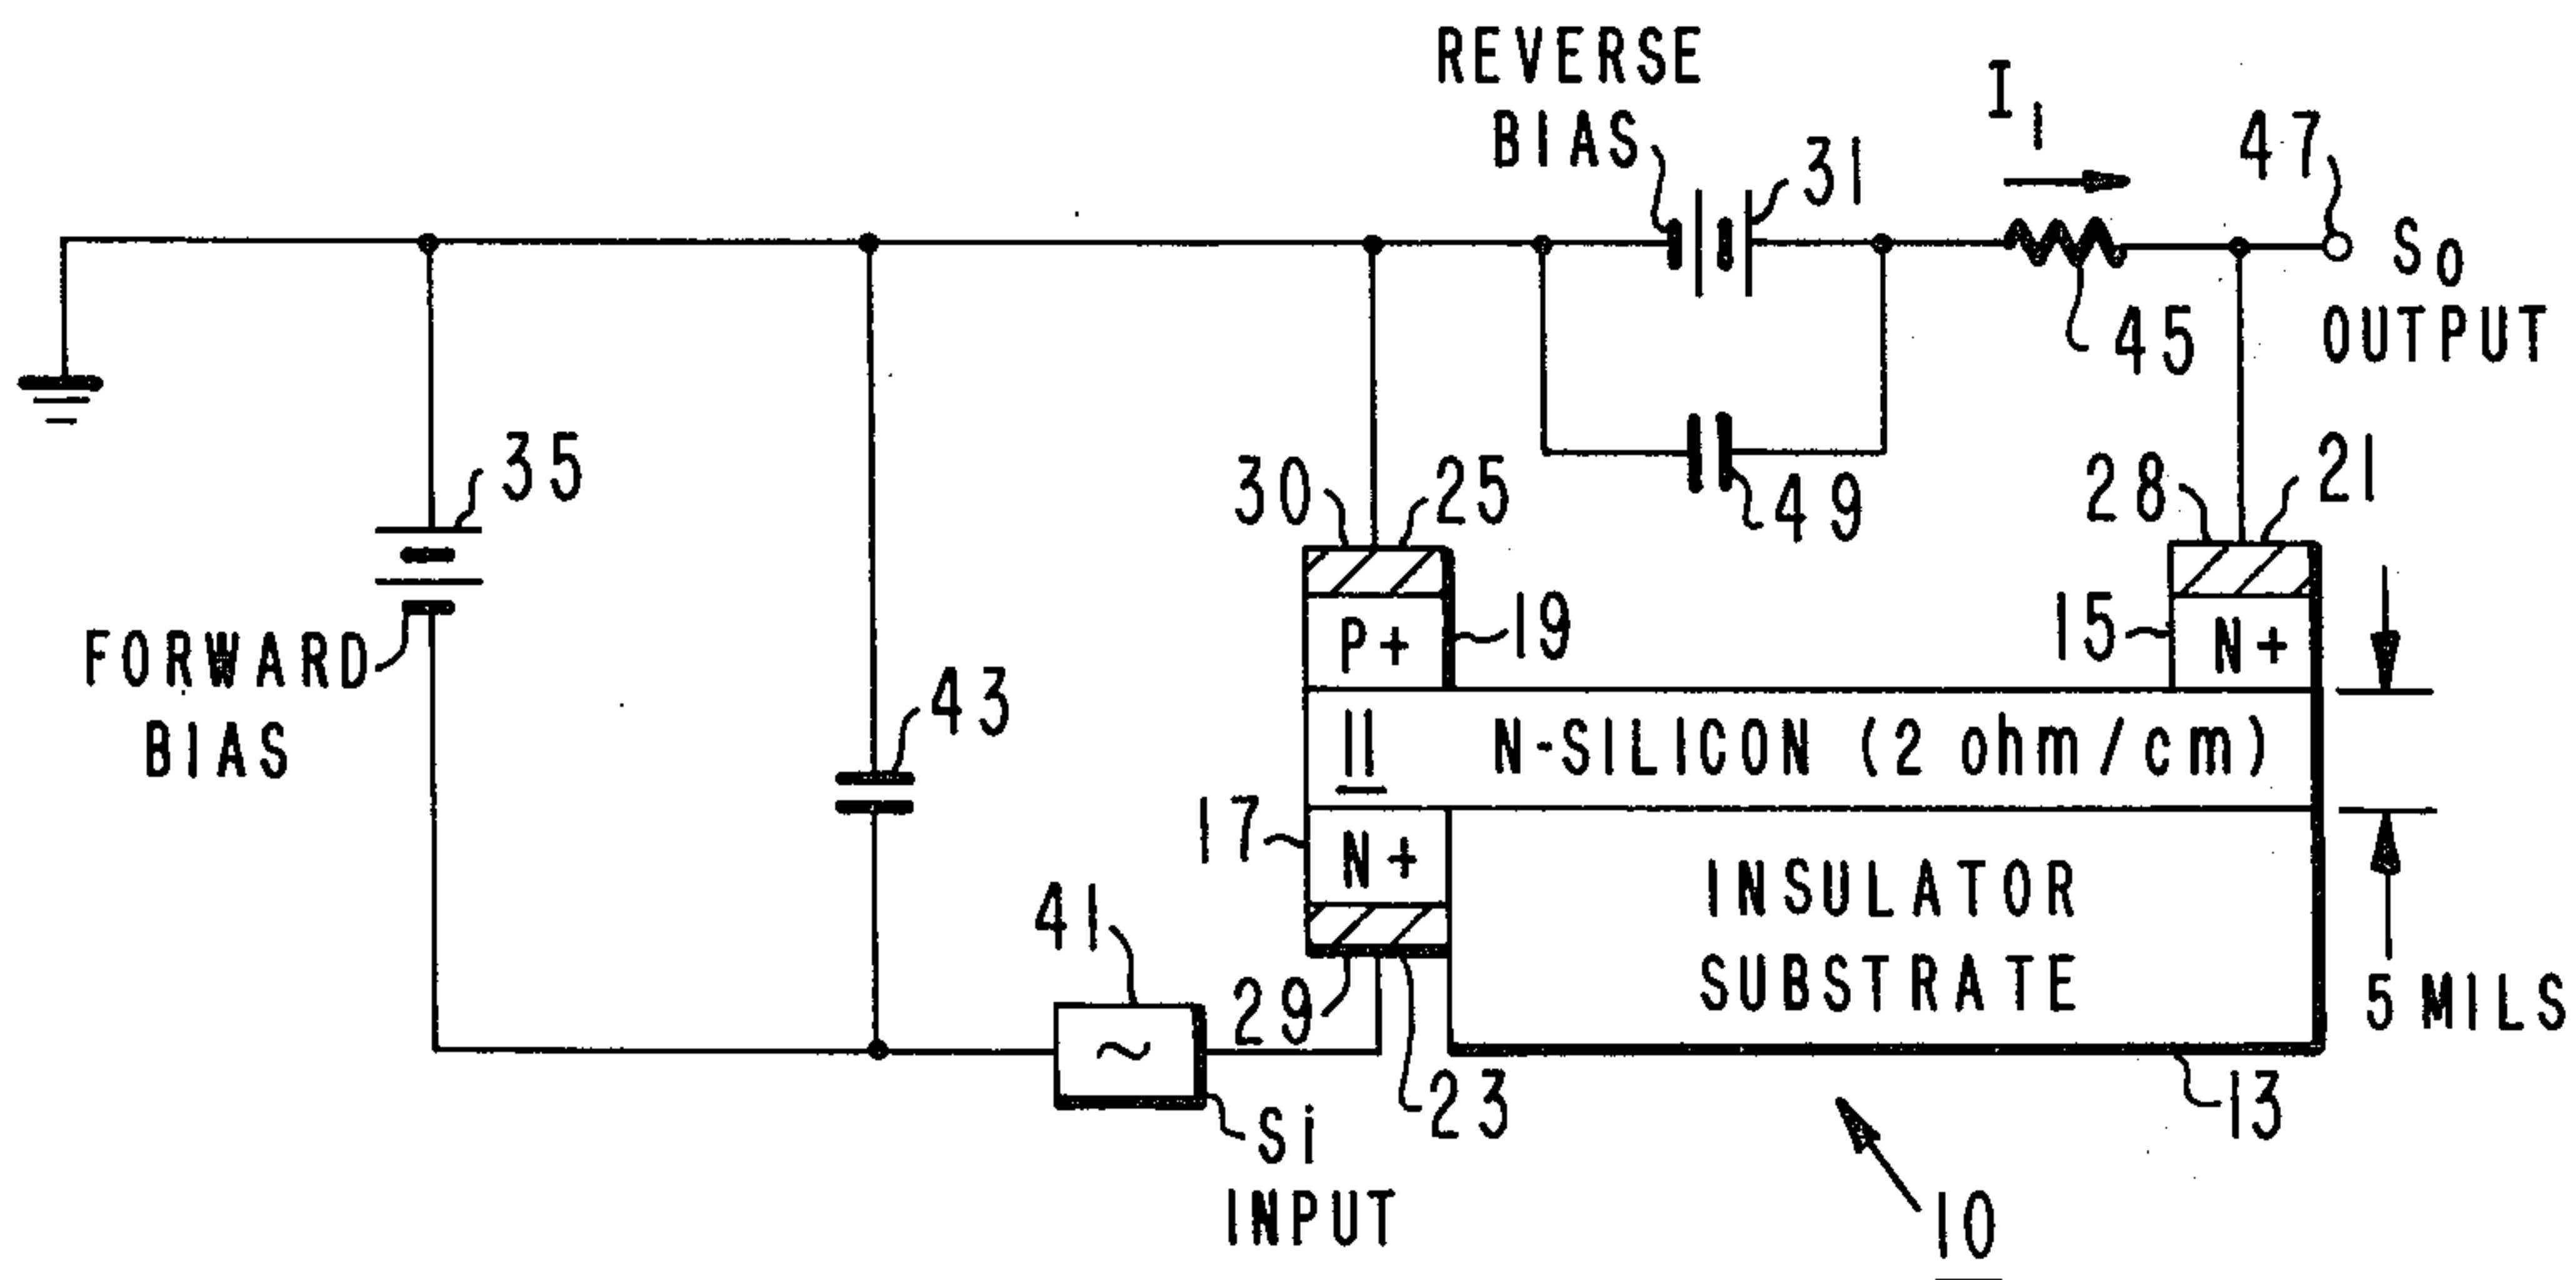 REVERSE
BIAS
31
I1
47
So
OUTPUT
45
35
FORWARD
BIAS
43
49
30
25
28
21
P+
19
15
N+
11
N-SILICON (2 ohm/cm)
17
N+
INSULATOR
SUBSTRATE
5 MILS
41
~
29
23
Si
INPUT
13
10